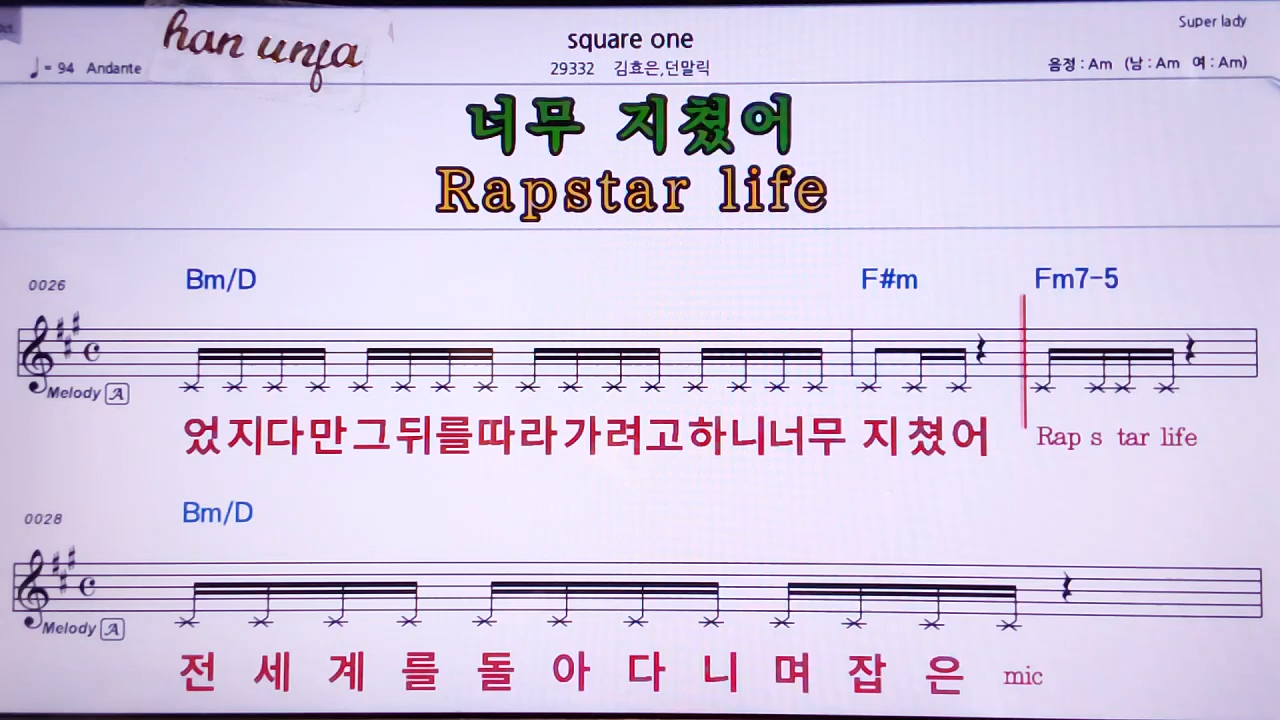 han unfa
square one
Super lady
♩= 94 Andante
29332 김효은,던말릭
음정 : Am (남 : Am 여 : Am)
너무 지쳤어
Rapstar life
0026
Bm/D F#m Fm7-5
Melody A
었지다만그뒤를따라가려고하니너무 지쳤어 Rap s tar life
0028
Bm/D
Melody A
전 세 계 를 돌 아 다 니 며 잡 은 mic